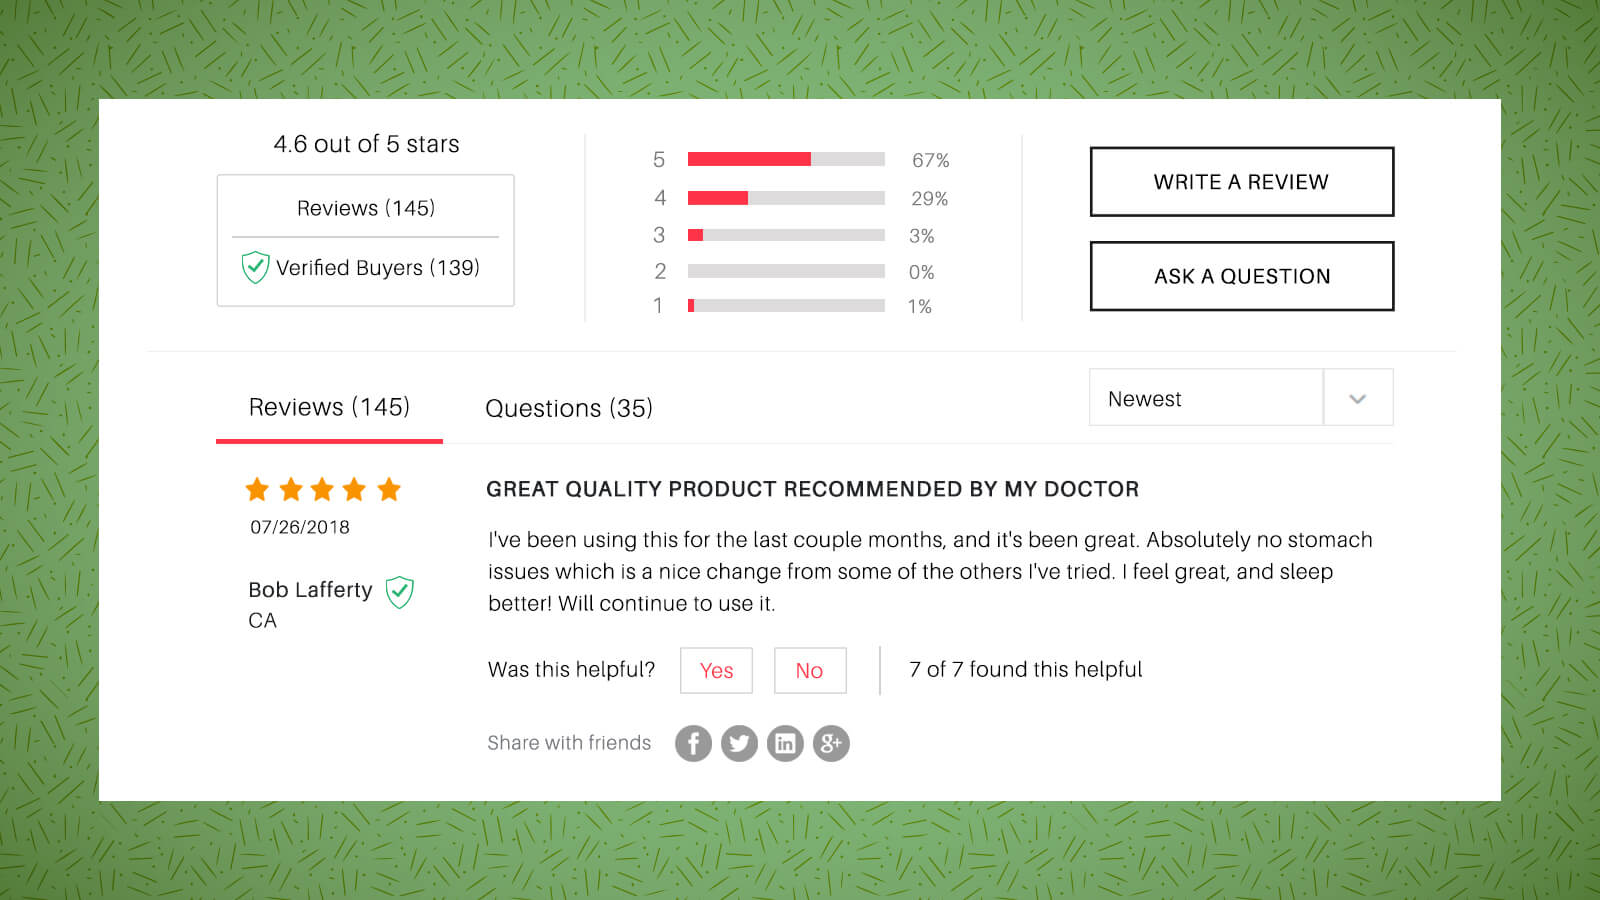 4.6 out of 5 stars
Reviews (145)
Verified Buyers (139)
5 67%
4 29%
3 3%
2 0%
1 1%
WRITE A REVIEW
ASK A QUESTION
Reviews (145)
Questions (35)
Newest
07/26/2018
Bob Lafferty
CA
GREAT QUALITY PRODUCT RECOMMENDED BY MY DOCTOR
I've been using this for the last couple months, and it's been great. Absolutely no stomach
issues which is a nice change from some of the others I've tried. I feel great, and sleep
better! Will continue to use it.
Was this helpful? Yes No 7 of 7 found this helpful
Share with friends f in g+